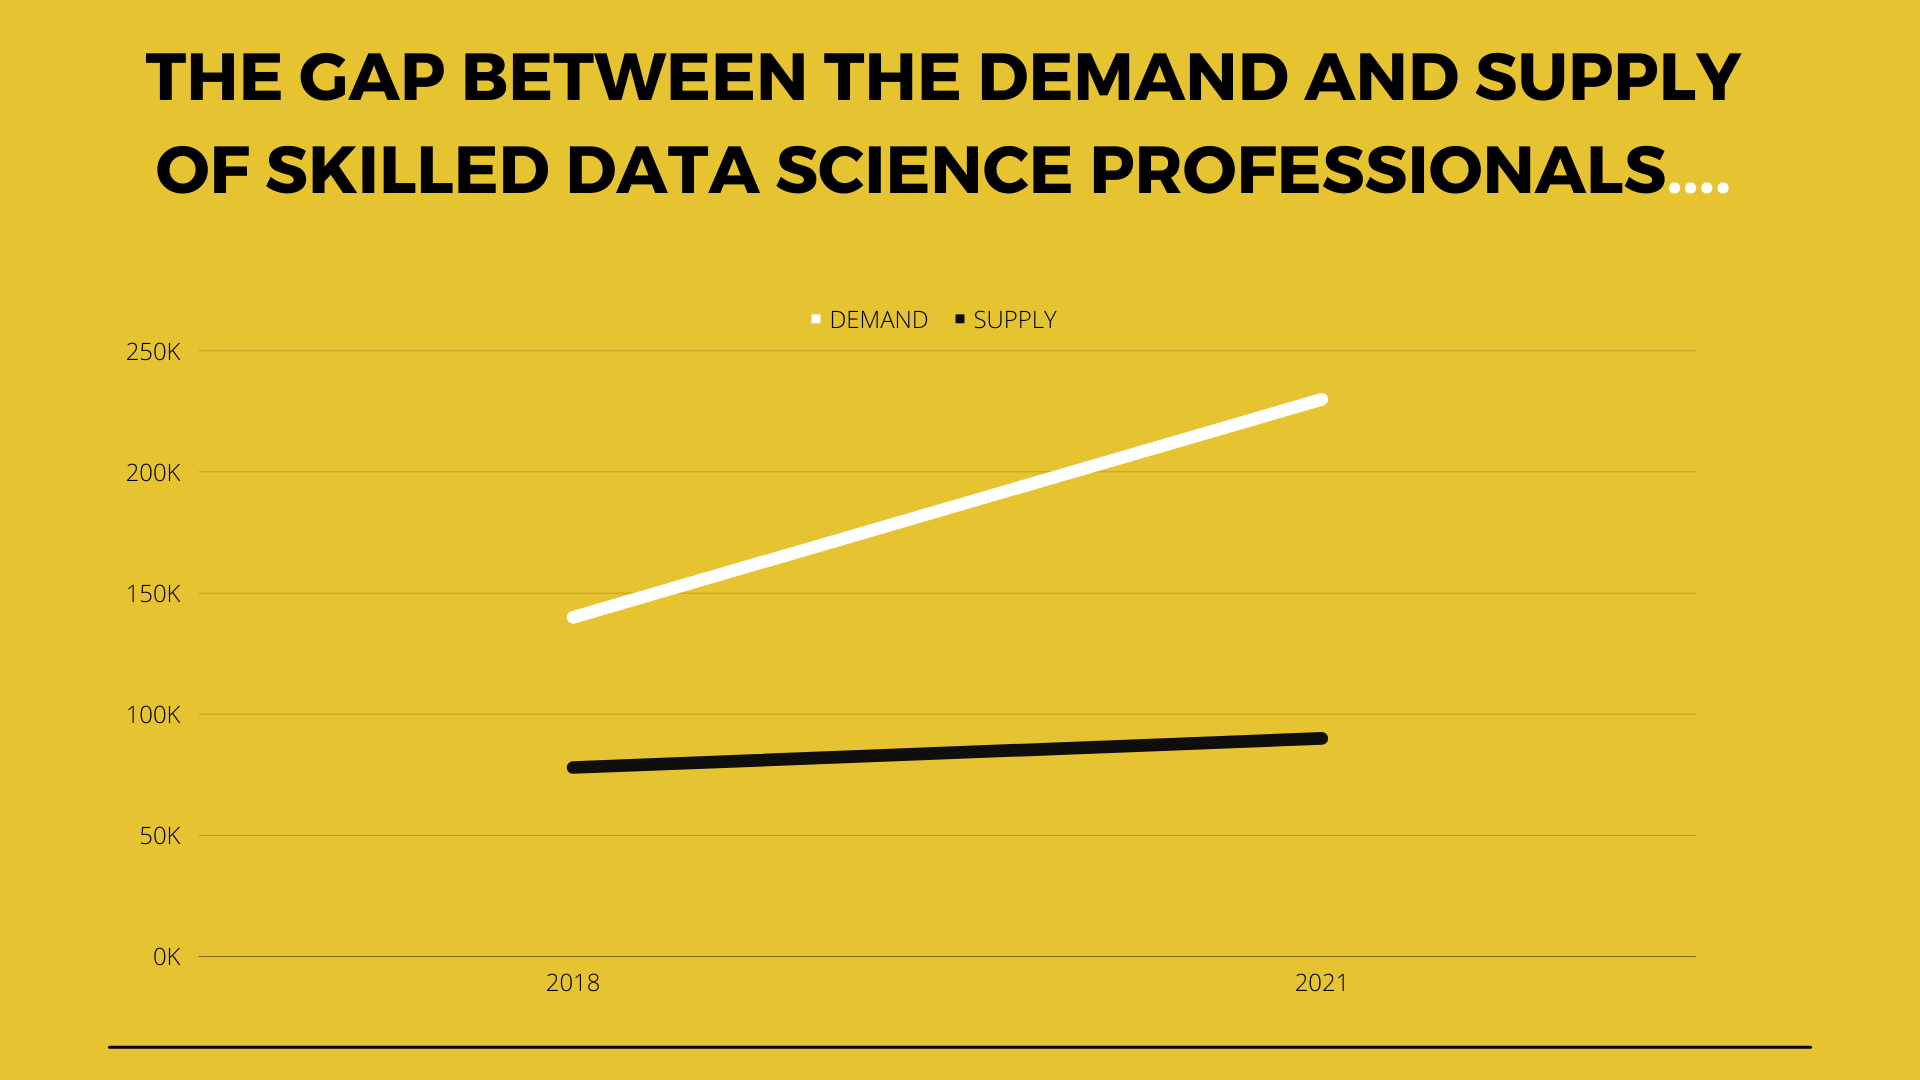 THE GAP BETWEEN THE DEMAND AND SUPPLY
OF SKILLED DATA SCIENCE PROFESSIONALS....
DEMAND SUPPLY
250K
200K
150K
100K
50K
0K
2018 2021